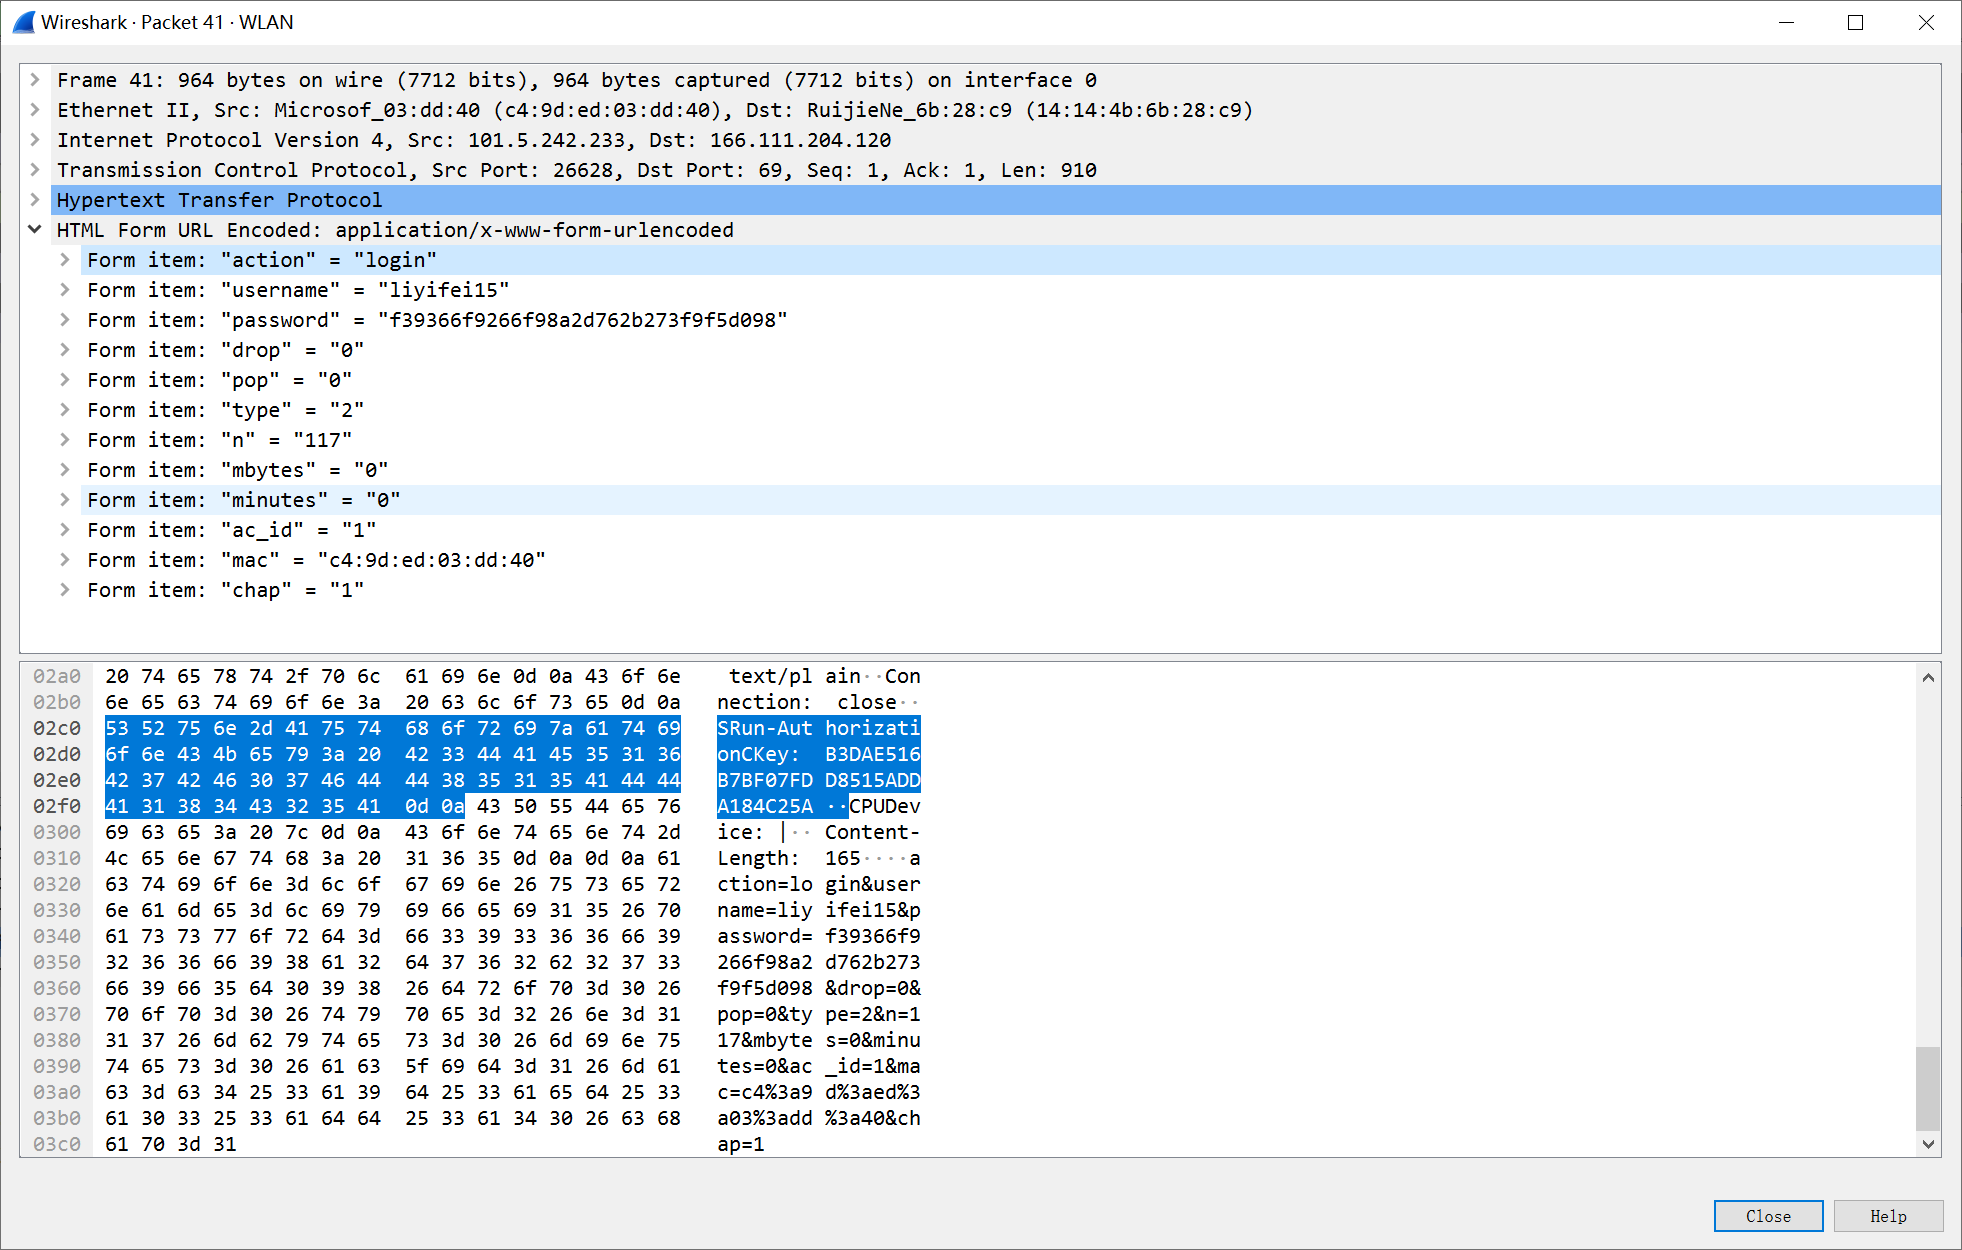 Wireshark · Packet 41 · WLAN
Frame 41: 964 bytes on wire (7712 bits), 964 bytes captured (7712 bits) on interface 0
Ethernet II, Src: Microsof_03:dd:40 (c4:9d:ed:03:dd:40), Dst: RuijieNe_6b:28:c9 (14:14:4b:6b:28:c9)
Internet Protocol Version 4, Src: 101.5.242.233, Dst: 166.111.204.120
Transmission Control Protocol, Src Port: 26628, Dst Port: 69, Seq: 1, Ack: 1, Len: 910
Hypertext Transfer Protocol
HTML Form URL Encoded: application/x-www-form-urlencoded
Form item: "action" = "login"
Form item: "username" = "liyifei15"
Form item: "password" = "f39366f9266f98a2d762b273f9f5d098"
Form item: "drop" = "0"
Form item: "pop" = "0"
Form item: "type" = "2"
Form item: "n" = "117"
Form item: "mbytes" = "0"
Form item: "minutes" = "0"
Form item: "ac_id" = "1"
Form item: "mac" = "c4:9d:ed:03:dd:40"
Form item: "chap" = "1"
02a0 20 74 65 78 74 2f 70 6c 61 69 6e 0d 0a 43 6f 6e text/pl ain··Con
02b0 6e 65 63 74 69 6f 6e 3a 20 63 6c 6f 73 65 0d 0a nection: close··
02c0 53 52 75 6e 2d 41 75 74 68 6f 72 69 7a 61 74 69 SRun-Aut horizati
02d0 6f 6e 43 4b 65 79 3a 20 42 33 44 41 45 35 31 36 onCKey: B3DAE516
02e0 42 37 42 46 30 37 46 44 44 38 35 31 35 41 44 44 B7BF07FD D8515ADD
02f0 41 31 38 34 43 32 35 41 0d 0a 43 50 55 44 65 76 A184C25A ··CPUDev
0300 69 63 65 3a 20 7c 0d 0a 43 6f 6e 74 65 6e 74 2d ice: |·· Content-
0310 4c 65 6e 67 74 68 3a 20 31 36 35 0d 0a 0d 0a 61 Length: 165····a
0320 63 74 69 6f 6e 3d 6c 6f 67 69 6e 26 75 73 65 72 ction=lo gin&user
0330 6e 61 6d 65 3d 6c 69 79 69 66 65 69 31 35 26 70 name=liy ifei15&p
0340 61 73 73 77 6f 72 64 3d 66 33 39 33 36 36 66 39 assword= f39366f9
0350 32 36 36 66 39 38 61 32 64 37 36 32 62 32 37 33 266f98a2 d762b273
0360 66 39 66 35 64 30 39 38 26 64 72 6f 70 3d 30 26 f9f5d098 &drop=0&
0370 70 6f 70 3d 30 26 74 79 70 65 3d 32 26 6e 3d 31 pop=0&ty pe=2&n=1
0380 31 37 26 6d 62 79 74 65 73 3d 30 26 6d 69 6e 75 17&mbyte s=0&minu
0390 74 65 73 3d 30 26 61 63 5f 69 64 3d 31 26 6d 61 tes=0&ac _id=1&ma
03a0 63 3d 63 34 25 33 61 39 64 25 33 61 65 64 25 33 c=c4%3a9 d%3aed%3
03b0 61 30 33 25 33 61 64 64 25 33 61 34 30 26 63 68 a03%3add %3a40&ch
03c0 61 70 3d 31 ap=1
Close Help